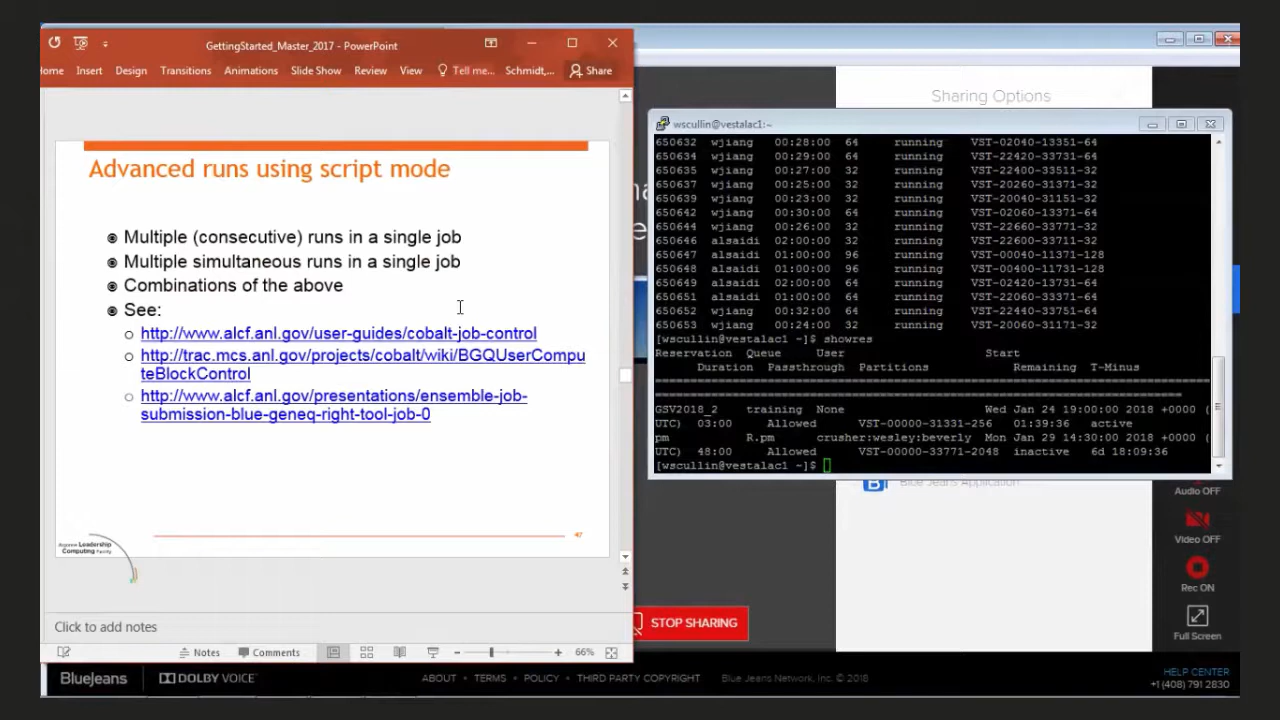 GettingStarted_Master_2017 - PowerPoint
ome Insert Design Transitions Animations Slide Show Review View Tell me... Schmidt,... Share
Advanced runs using script mode
Multiple (consecutive) runs in a single job
Multiple simultaneous runs in a single job
Combinations of the above
See:
http://www.alcf.anl.gov/user-guides/cobalt-job-control
http://trac.mcs.anl.gov/projects/cobalt/wiki/BGQUserCompu
teBlockControl
http://www.alcf.anl.gov/presentations/ensemble-job-
submission-blue-geneq-right-tool-job-0
Argonne Leadership
Computing Facility
47
Click to add notes
Notes Comments 66%
Sharing Options
wscullin@vestalac1:~
650632 wjiang 00:28:00 64 running VST-02040-13351-64
650634 wjiang 00:29:00 64 running VST-22420-33731-64
650635 wjiang 00:27:00 32 running VST-22400-33511-32
650637 wjiang 00:25:00 32 running VST-20260-31371-32
650639 wjiang 00:23:00 32 running VST-20040-31151-32
650642 wjiang 00:30:00 64 running VST-02060-13371-64
650644 wjiang 00:26:00 32 running VST-22660-33771-32
650646 alsaidi 02:00:00 32 running VST-22600-33711-32
650647 alsaidi 01:00:00 96 running VST-00040-11371-128
650648 alsaidi 01:00:00 96 running VST-00400-11731-128
650649 alsaidi 02:00:00 64 running VST-02420-13731-64
650651 alsaidi 01:00:00 64 running VST-22060-33371-64
650652 wjiang 00:32:00 64 running VST-02460-13771-64
650653 wjiang 00:24:00 32 running VST-20060-31171-32
[wscullin@vestalac1 ~]$ showres
Reservation Queue User Start
Duration Passthrough Partitions Remaining T-Minus
================================================================================
GSV2018_2 training None Wed Jan 24 19:00:00 2018 +0000 (
UTC) 03:00 Allowed VST-00000-31331-256 01:39:36 active
pm R.pm crusher:wesley:beverly Mon Jan 29 14:30:00 2018 +0000 (
UTC) 48:00 Allowed VST-00000-33771-2048 inactive 6d 18:09:36
[wscullin@vestalac1 ~]$
Blue Jeans Application
Audio OFF
Video OFF
Rec ON
Full Screen
STOP SHARING
BlueJeans DOLBY VOICE ABOUT • TERMS • POLICY • THIRD PARTY COPYRIGHT Blue Jeans Network, Inc. © 2018
HELP CENTER
+1 (408) 791 2830